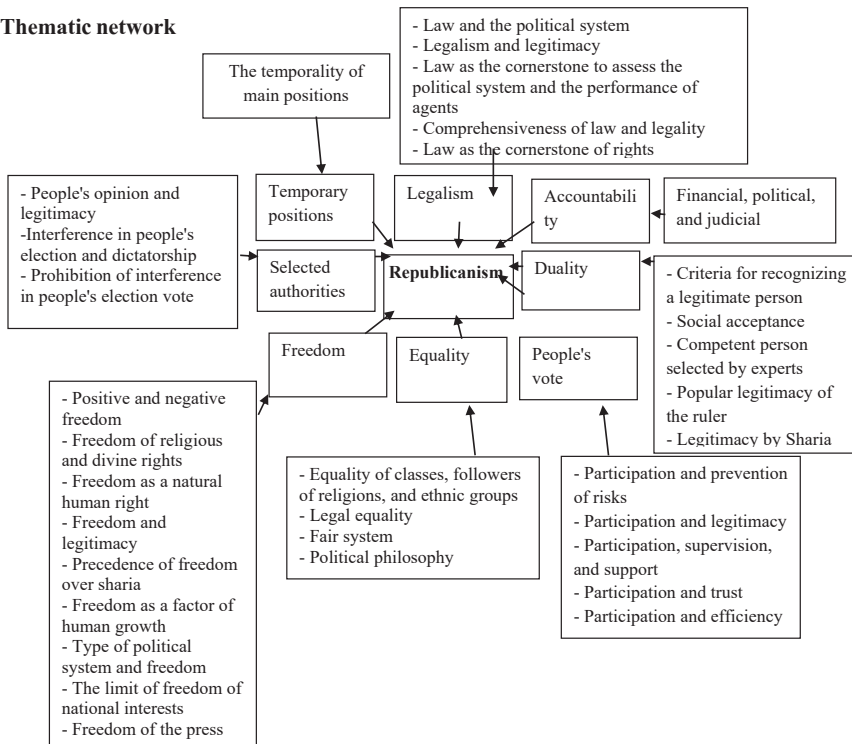 Thematic network
- Law and the political system
- Legalism and legitimacy
- Law as the cornerstone to assess the
political system and the performance of
agents
- Comprehensiveness of law and legality
- Law as the cornerstone of rights
The temporality of
main positions
- People's opinion and
legitimacy
-Interference in people's
election and dictatorship
- Prohibition of interference
in people's election vote
Temporary
positions
Legalism
Accountabili
ty
Financial, political,
and judicial
Selected
authorities
Republicanism
Duality
- Criteria for recognizing
a legitimate person
- Social acceptance
- Competent person
selected by experts
- Popular legitimacy of
the ruler
- Legitimacy by Sharia
Freedom
Equality
People's
vote
- Positive and negative
freedom
- Freedom of religious
and divine rights
- Freedom as a natural
human right
- Freedom and
legitimacy
- Precedence of freedom
over sharia
- Freedom as a factor of
human growth
- Type of political
system and freedom
- The limit of freedom of
national interests
- Freedom of the press
- Equality of classes, followers
of religions, and ethnic groups
- Legal equality
- Fair system
- Political philosophy
- Participation and prevention
of risks
- Participation and legitimacy
- Participation, supervision,
and support
- Participation and trust
- Participation and efficiency